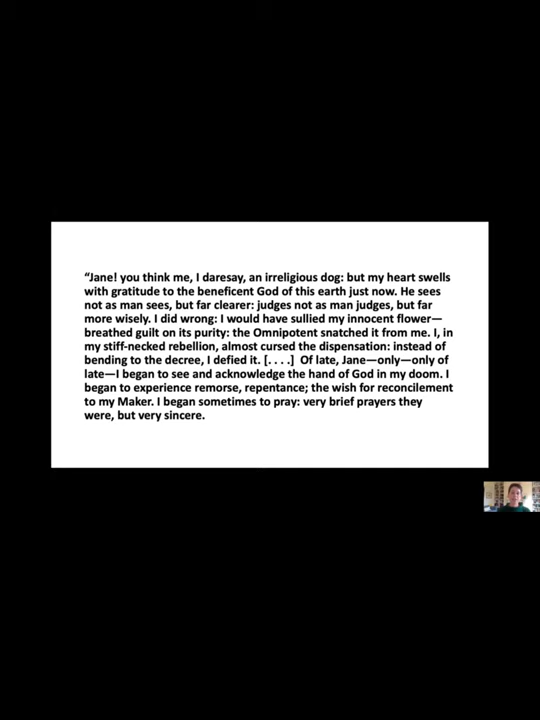 “Jane! you think me, I daresay, an irreligious dog: but my heart swells
with gratitude to the beneficent God of this earth just now. He sees
not as man sees, but far clearer: judges not as man judges, but far
more wisely. I did wrong: I would have sullied my innocent flower—
breathed guilt on its purity: the Omnipotent snatched it from me. I, in
my stiff-necked rebellion, almost cursed the dispensation: instead of
bending to the decree, I defied it. [. . . .]  Of late, Jane—only—only of
late—I began to see and acknowledge the hand of God in my doom. I
began to experience remorse, repentance; the wish for reconcilement
to my Maker. I began sometimes to pray: very brief prayers they
were, but very sincere.